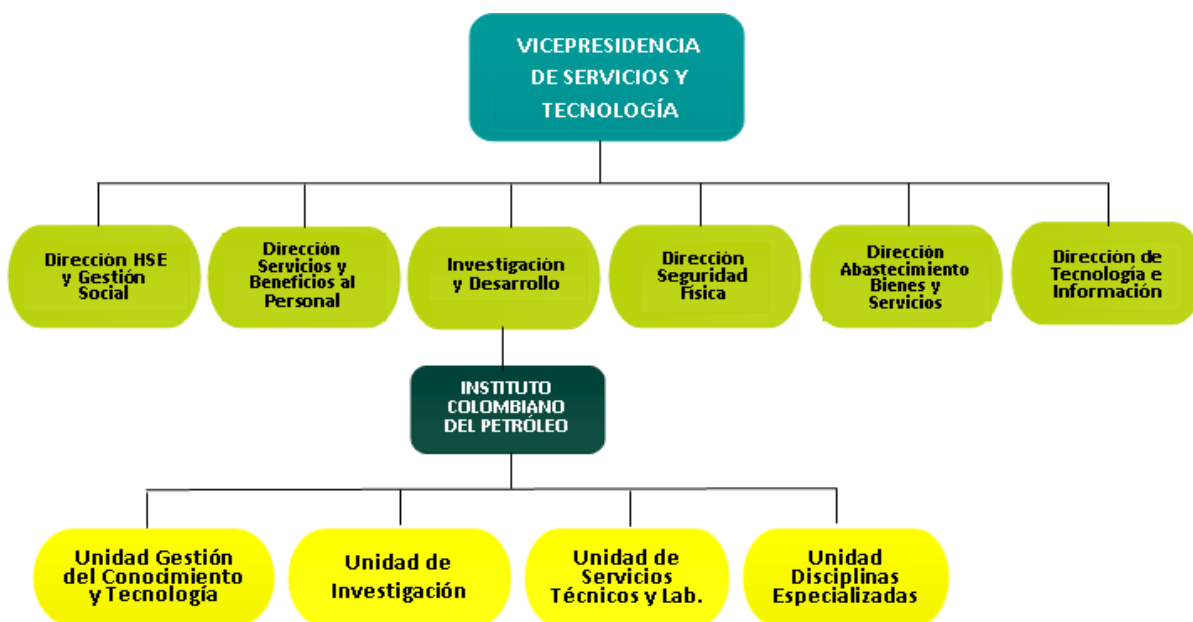 VICEPRESIDENCIA
DE SERVICIOS Y
TECNOLOGÍA
Dirección HSE
y Gestión
Social
Dirección
Servicios y
Beneficios al
Personal
Investigación
y Desarrollo
Dirección
Seguridad
Física
Dirección
Abastecimiento
Bienes y
Servicios
Dirección de
Tecnología e
Información
INSTITUTO
COLOMBIANO
DEL PETRÓLEO
Unidad Gestión
del Conocimiento
y Tecnología
Unidad de
Investigación
Unidad de
Servicios
Técnicos y Lab.
Unidad
Disciplinas
Especializadas